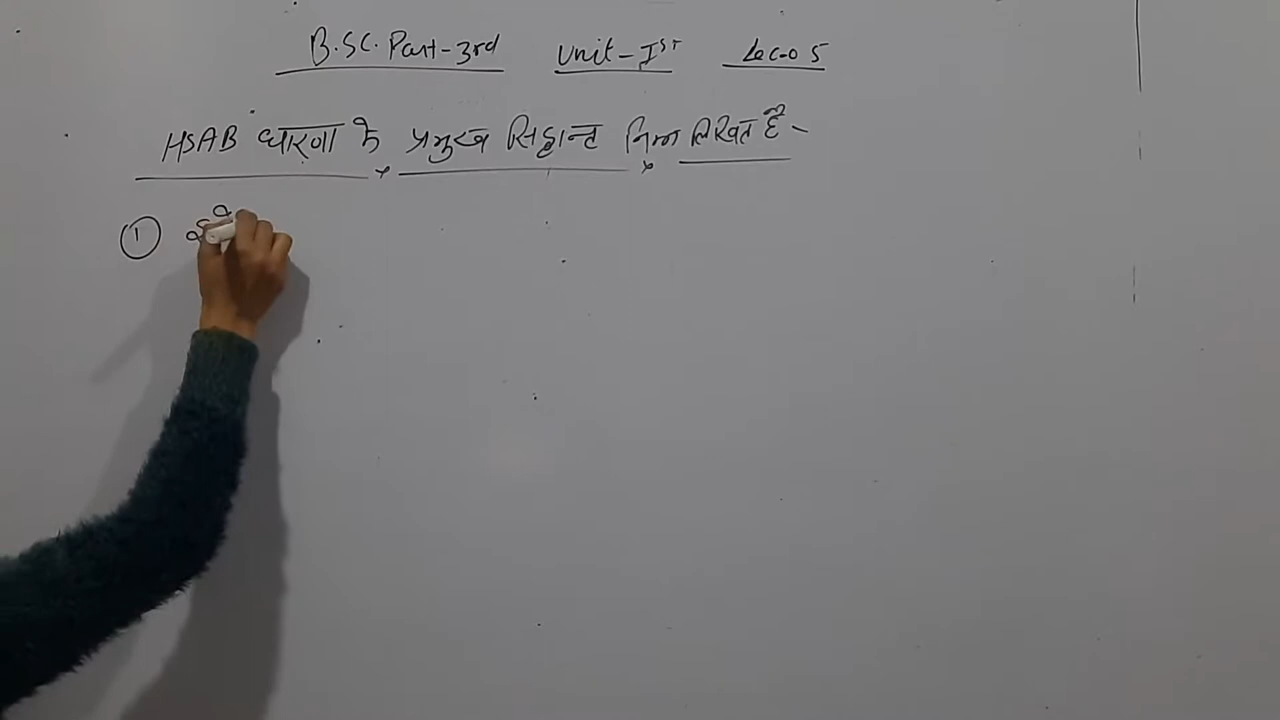 B.SC. Part-3rd Unit-Iˢᵗ Lec-05
HSAB धारणा के प्रमुख सिद्धान्त निम्न लिखित है -
①